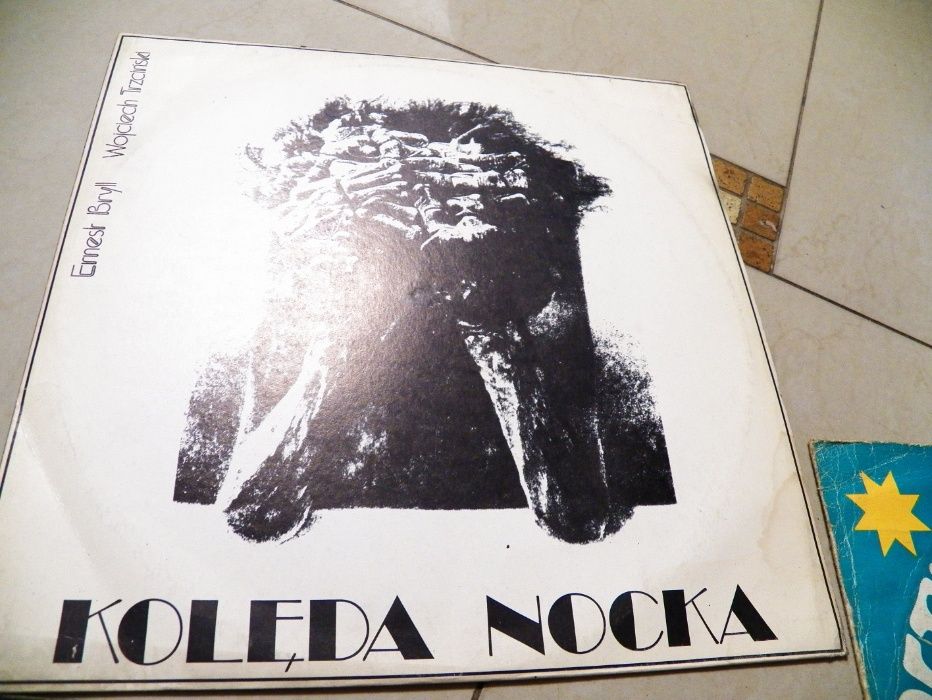 Ernest Bryll Wojciech Trzciński
KOLĘDA NOCKA